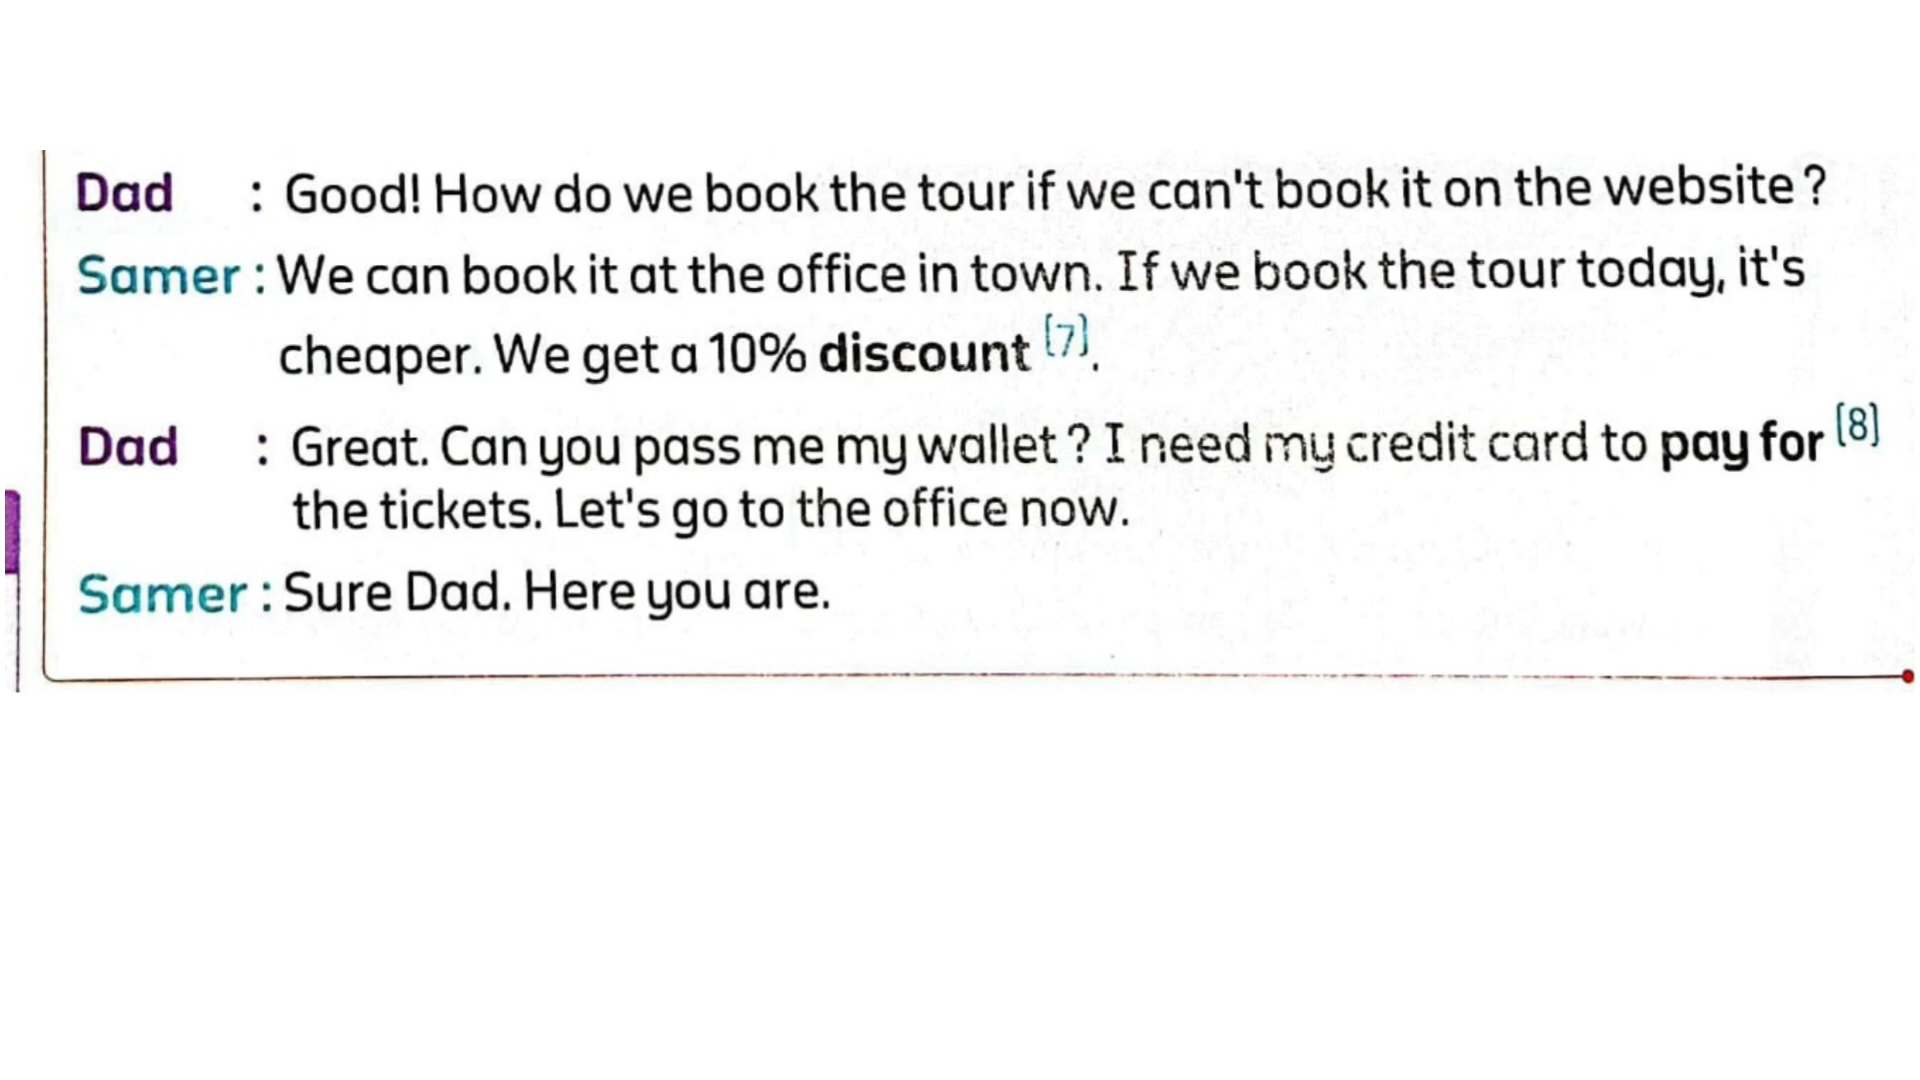 Dad : Good! How do we book the tour if we can't book it on the website?
Samer : We can book it at the office in town. If we book the tour today, it's
cheaper. We get a 10% discount [7].
Dad : Great. Can you pass me my wallet? I need my credit card to pay for [8]
the tickets. Let's go to the office now.
Samer : Sure Dad. Here you are.